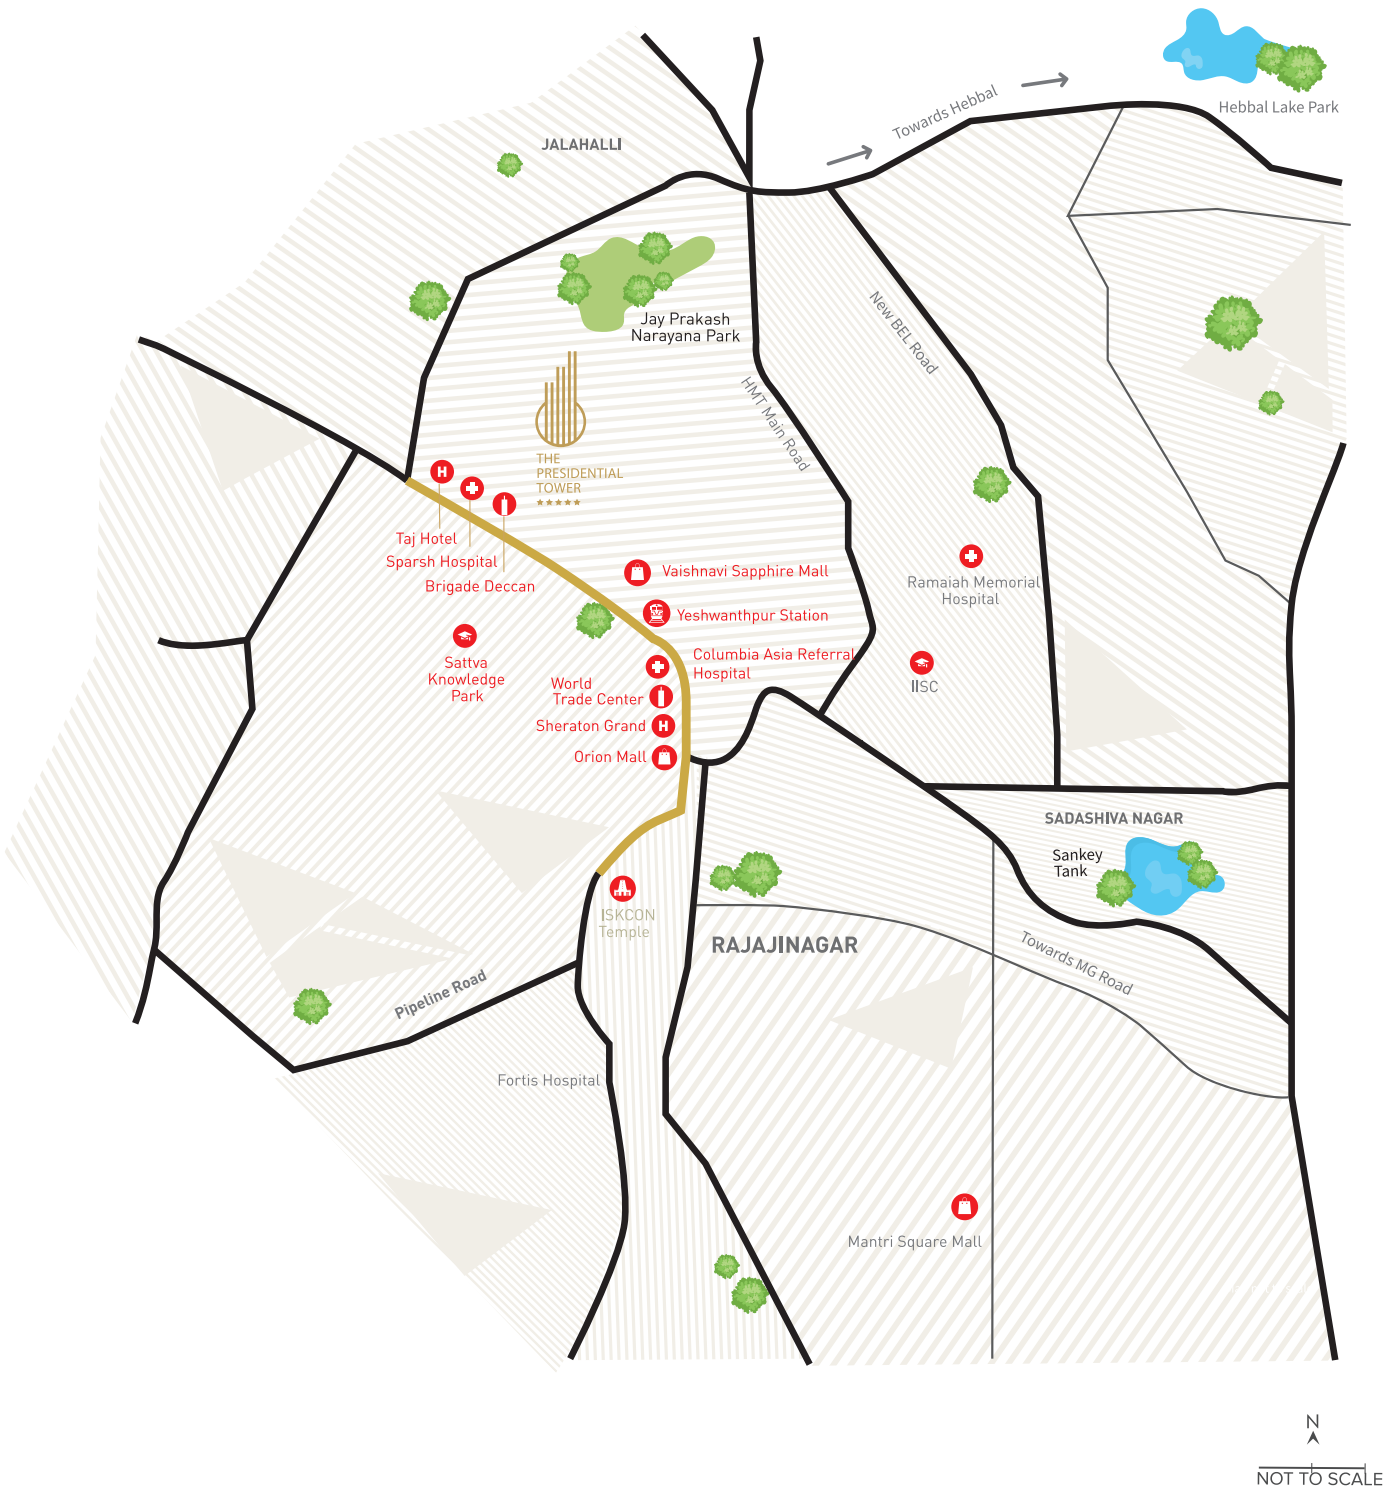 Hebbal Lake Park
Towards Hebbal
JALAHALLI
Jay Prakash
Narayana Park
New BEL Road
HMT Main Road
THE
PRESIDENTIAL
TOWER
H
Taj Hotel
Sparsh Hospital
Brigade Deccan
Vaishnavi Sapphire Mall
Yeshwanthpur Station
Ramaiah Memorial
Hospital
Sattva
Knowledge
Park
Columbia Asia Referral
Hospital
IISC
World
Trade Center
Sheraton Grand
H
Orion Mall
SADASHIVA NAGAR
Sankey
Tank
ISKCON
Temple
RAJAJINAGAR
Towards MG Road
Pipeline Road
Fortis Hospital
Mantri Square Mall
N
NOT TO SCALE